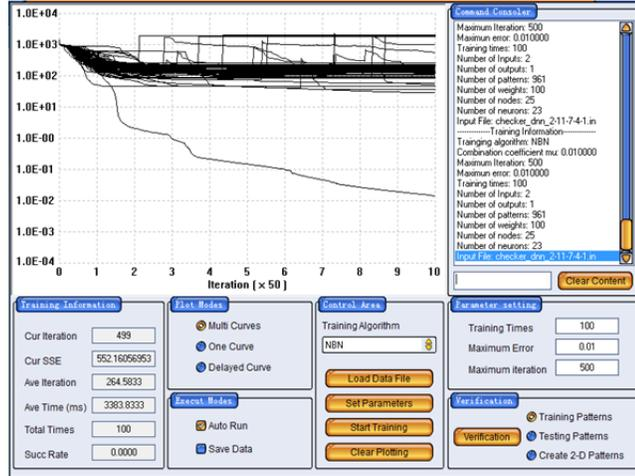 1.0E+04
1.0E+03
1.0E+02
1.0E+01
1.0E-00
1.0E-01
1.0E-02
1.0E-03
1.0E-04
0 1 2 3 4 5 6 7 8 9 10
Iteration ( x 50 )
Command Consoler
Maximum Iteration: 500
Maximun error: 0.010000
Training times: 100
Number of Inputs: 2
Number of outputs: 1
Number of patterns: 961
Number of weights: 100
Number of nodes: 25
Number of neurons: 23
Input File: checker_dnn_2-11-7-4-1.in
--------------Training Information--------------
Trainging algorithm: NBN
Combination coefficient mu: 0.010000
Maximum Iteration: 500
Maximun error: 0.010000
Training times: 100
Number of Inputs: 2
Number of outputs: 1
Number of patterns: 961
Number of weights: 100
Number of nodes: 25
Number of neurons: 23
Input File: checker_dnn_2-11-7-4-1.in
Clear Content
Training Information
Cur Iteration 499
Cur SSE 552.16056953
Ave Iteration 264.5833
Ave Time (ms) 3383.8333
Total Times 100
Succ Rate 0.0000
Plot Modes
Multi Curves
One Curve
Delayed Curve
Execut Modes
Auto Run
Save Data
Control Area
Training Algorithm
NBN
Load Data File
Set Parameters
Start Training
Clear Plotting
Parameter setting
Training Times 100
Maximum Error 0.01
Maximum iteration 500
Verification
Verification
Training Patterns
Testing Patterns
Create 2-D Patterns